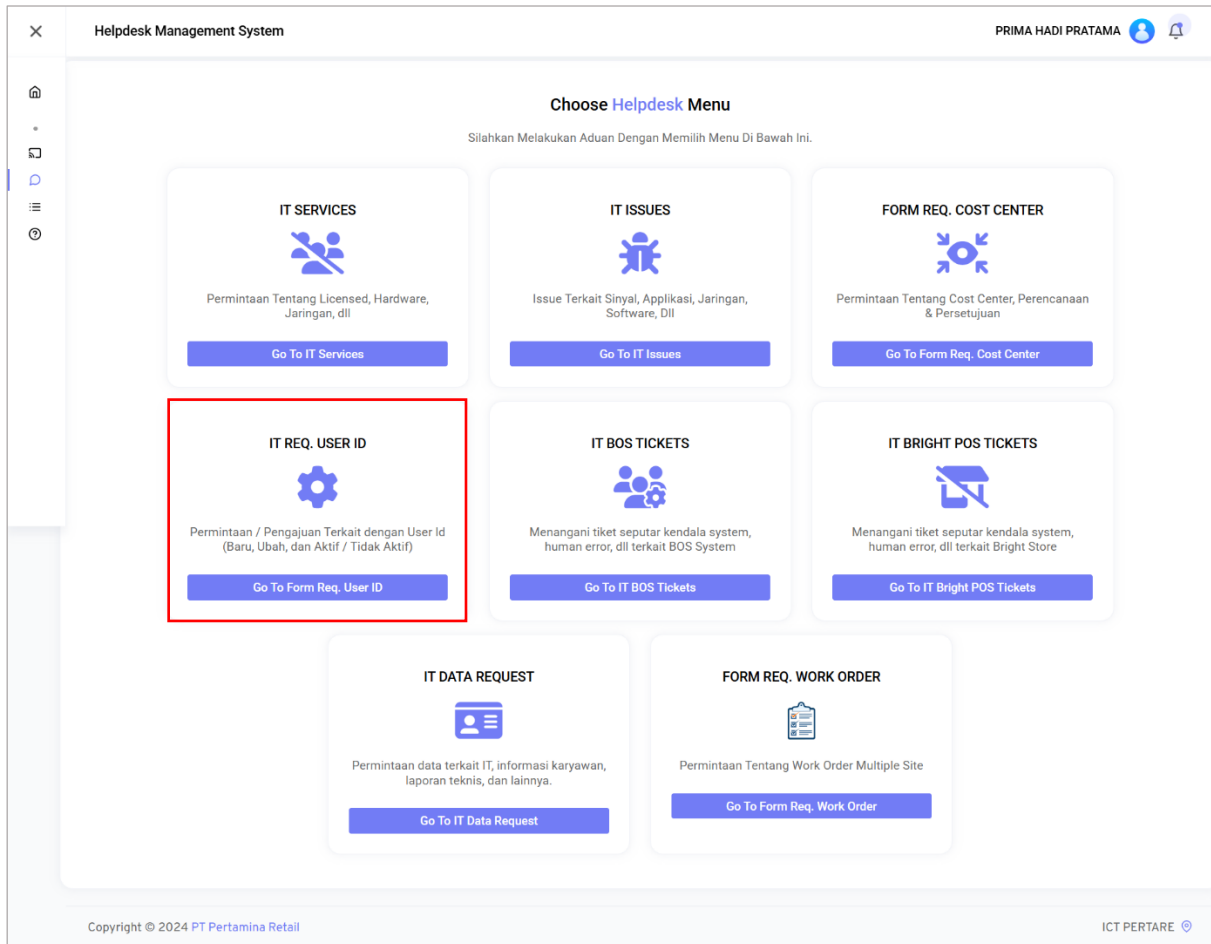 Helpdesk Management System
PRIMA HADI PRATAMA
Choose Helpdesk Menu
Silahkan Melakukan Aduan Dengan Memilih Menu Di Bawah Ini.
IT SERVICES
Permintaan Tentang Licensed, Hardware,
Jaringan, dll
Go To IT Services
IT ISSUES
Issue Terkait Sinyal, Applikasi, Jaringan,
Software, Dll
Go To IT Issues
FORM REQ. COST CENTER
Permintaan Tentang Cost Center, Perencanaan
& Persetujuan
Go To Form Req. Cost Center
IT REQ. USER ID
Permintaan / Pengajuan Terkait dengan User Id
(Baru, Ubah, dan Aktif / Tidak Aktif)
Go To Form Req. User ID
IT BOS TICKETS
Menangani tiket seputar kendala system,
human error, dll terkait BOS System
Go To IT BOS Tickets
IT BRIGHT POS TICKETS
Menangani tiket seputar kendala system,
human error, dll terkait Bright Store
Go To IT Bright POS Tickets
IT DATA REQUEST
Permintaan data terkait IT, informasi karyawan,
laporan teknis, dan lainnya.
Go To IT Data Request
FORM REQ. WORK ORDER
Permintaan Tentang Work Order Multiple Site
Go To Form Req. Work Order
Copyright © 2024 PT Pertamina Retail
ICT PERTARE